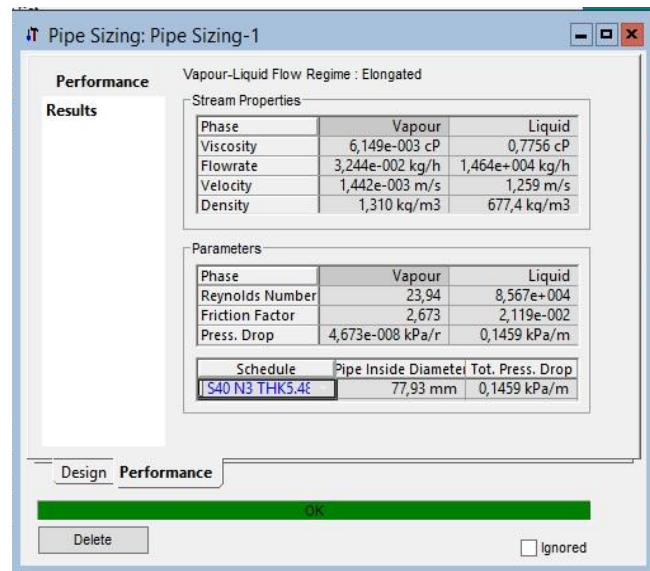 Pipe Sizing: Pipe Sizing-1
Performance
Results
Vapour-Liquid Flow Regime : Elongated
Stream Properties
Phase Vapour Liquid
Viscosity 6,149e-003 cP 0,7756 cP
Flowrate 3,244e-002 kg/h 1,464e+004 kg/h
Velocity 1,442e-003 m/s 1,259 m/s
Density 1,310 kg/m3 677,4 kg/m3
Parameters
Phase Vapour Liquid
Reynolds Number 23,94 8,567e+004
Friction Factor 2,673 2,119e-002
Press. Drop 4,673e-008 kPa/r 0,1459 kPa/m
Schedule Pipe Inside Diamete Tot. Press. Drop
S40 N3 THK5.48 77,93 mm 0,1459 kPa/m
Design Performance
OK
Delete Ignored